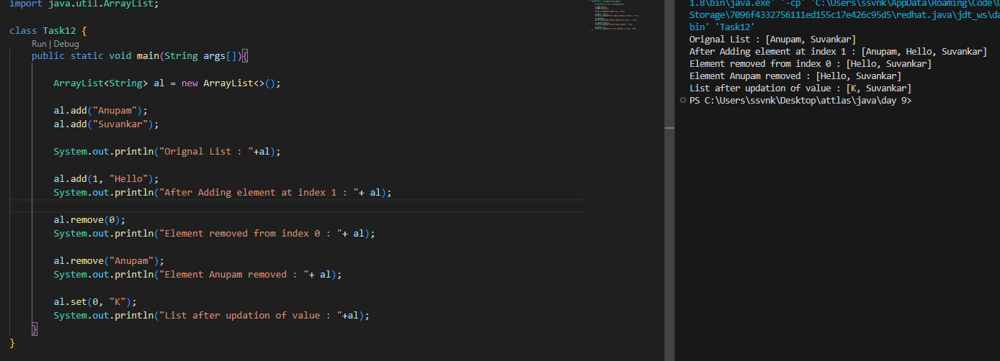 import java.util.ArrayList;
class Task12 {
Run | Debug
public static void main(String args[]){
ArrayList<String> al = new ArrayList<>();
al.add("Anupam");
al.add("Suvankar");
System.out.println("Orignal List : "+al);
al.add(1, "Hello");
System.out.println("After Adding element at index 1 : "+ al);
al.remove(0);
System.out.println("Element removed from index 0 : "+ al);
al.remove("Anupam");
System.out.println("Element Anupam removed : "+ al);
al.set(0, "K");
System.out.println("List after updation of value : "+al);
}
}
1.8\bin\java.exe' '-cp' 'C:\Users\ssvnk\AppData\Roaming\Code\
Storage\7096f4332756111ed155c17e426c95d5\redhat.java\jdt_ws\da
bin' 'Task12'
Orignal List : [Anupam, Suvankar]
After Adding element at index 1 : [Anupam, Hello, Suvankar]
Element removed from index 0 : [Hello, Suvankar]
Element Anupam removed : [Hello, Suvankar]
List after updation of value : [K, Suvankar]
PS C:\Users\ssvnk\Desktop\attlas\java\day 9>